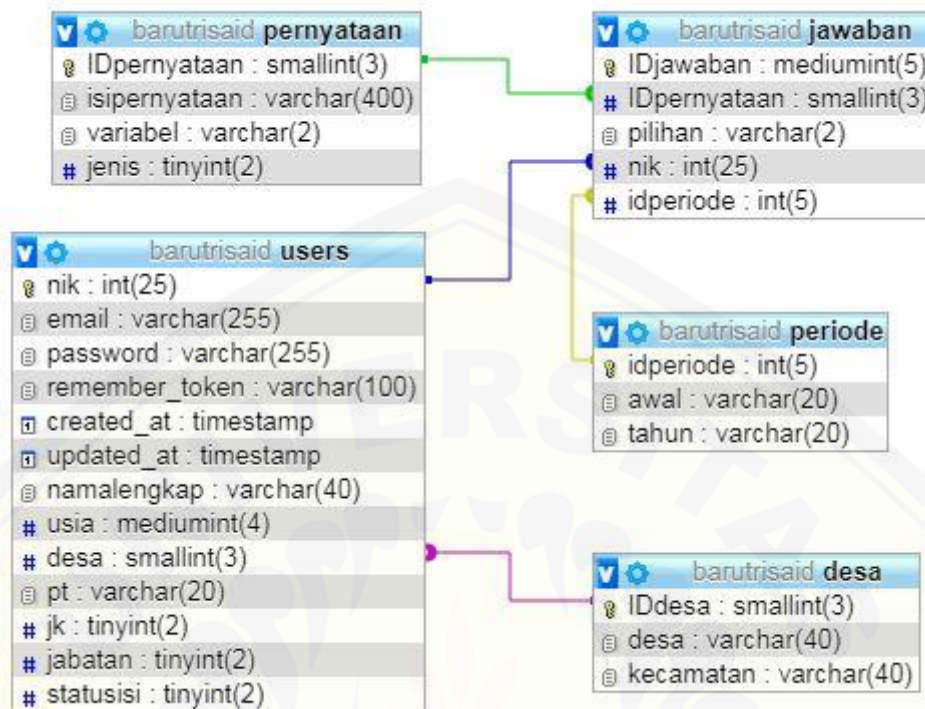 barutrisaid pernyataan
IDpernyataan : smallint(3)
isipernyataan : varchar(400)
variabel : varchar(2)
# jenis : tinyint(2)
barutrisaid jawaban
IDjawaban : mediumint(5)
# IDpernyataan : smallint(3)
pilihan : varchar(2)
# nik : int(25)
# idperiode : int(5)
barutrisaid users
nik : int(25)
email : varchar(255)
password : varchar(255)
remember_token : varchar(100)
created_at : timestamp
updated_at : timestamp
namalengkap : varchar(40)
# usia : mediumint(4)
# desa : smallint(3)
pt : varchar(20)
# jk : tinyint(2)
# jabatan : tinyint(2)
# statusisi : tinyint(2)
barutrisaid periode
idperiode : int(5)
awal : varchar(20)
tahun : varchar(20)
barutrisaid desa
IDdesa : smallint(3)
desa : varchar(40)
kecamatan : varchar(40)